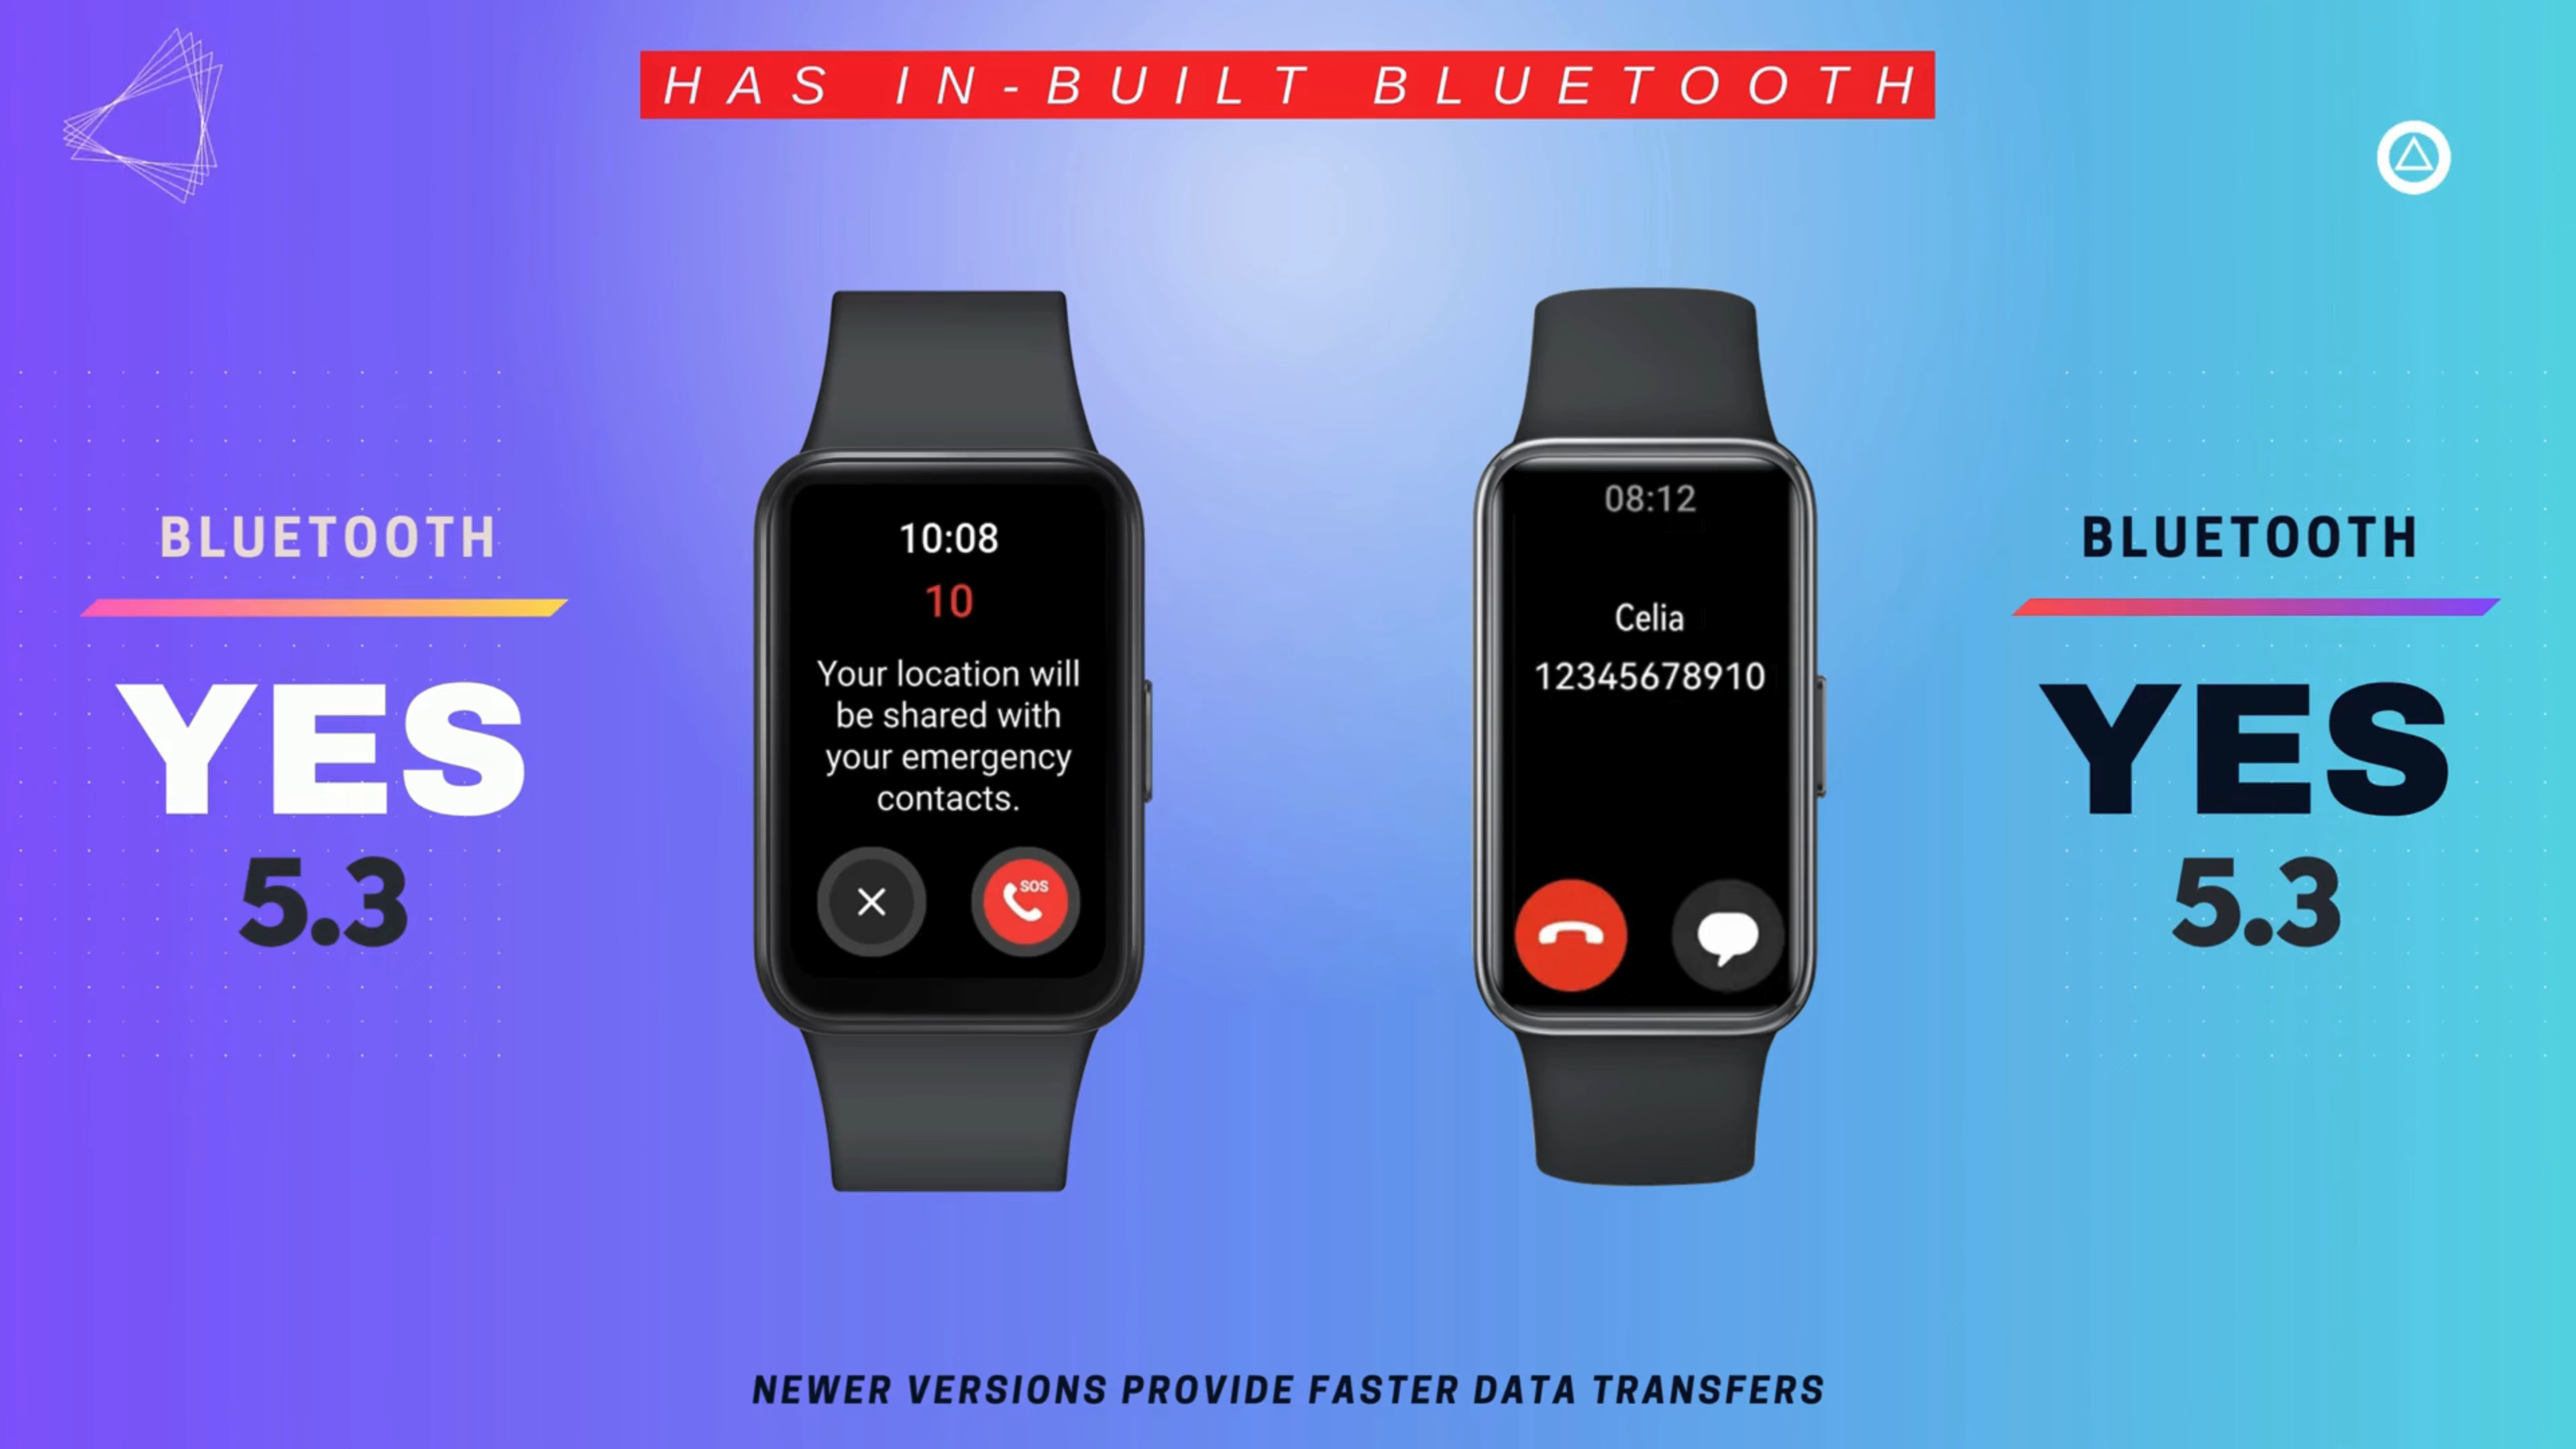 HAS IN-BUILT BLUETOOTH
BLUETOOTH
YES
5.3
10:08
10
Your location will
be shared with
your emergency
contacts.
SOS
08:12
Celia
12345678910
BLUETOOTH
YES
5.3
NEWER VERSIONS PROVIDE FASTER DATA TRANSFERS